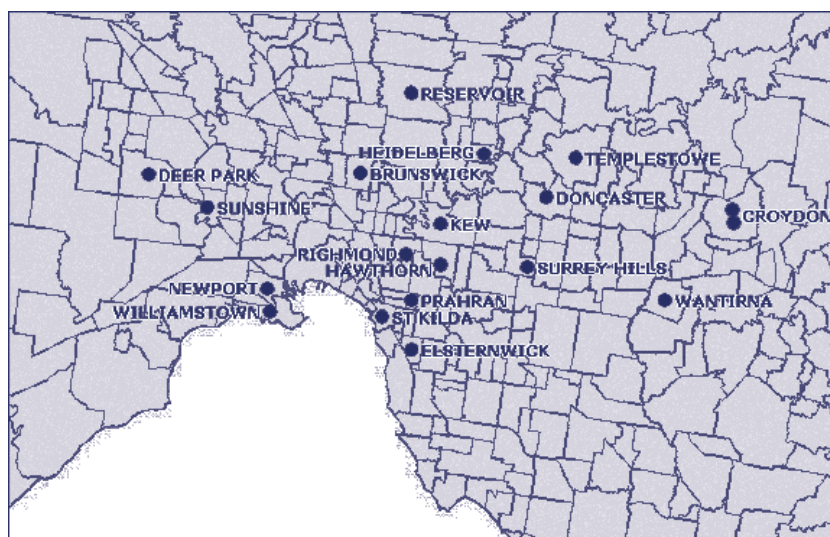 RESERVOIR
HEIDELBERG
TEMPLESTOWE
DEER PARK
BRUNSWICK
DONCASTER
SUNSHINE
CROYDON
KEW
RICHMOND
HAWTHORN
SURREY HILLS
NEWPORT
PRAHRAN
WANTIRNA
WILLIAMSTOWN
ST KILDA
ELSTERNWICK